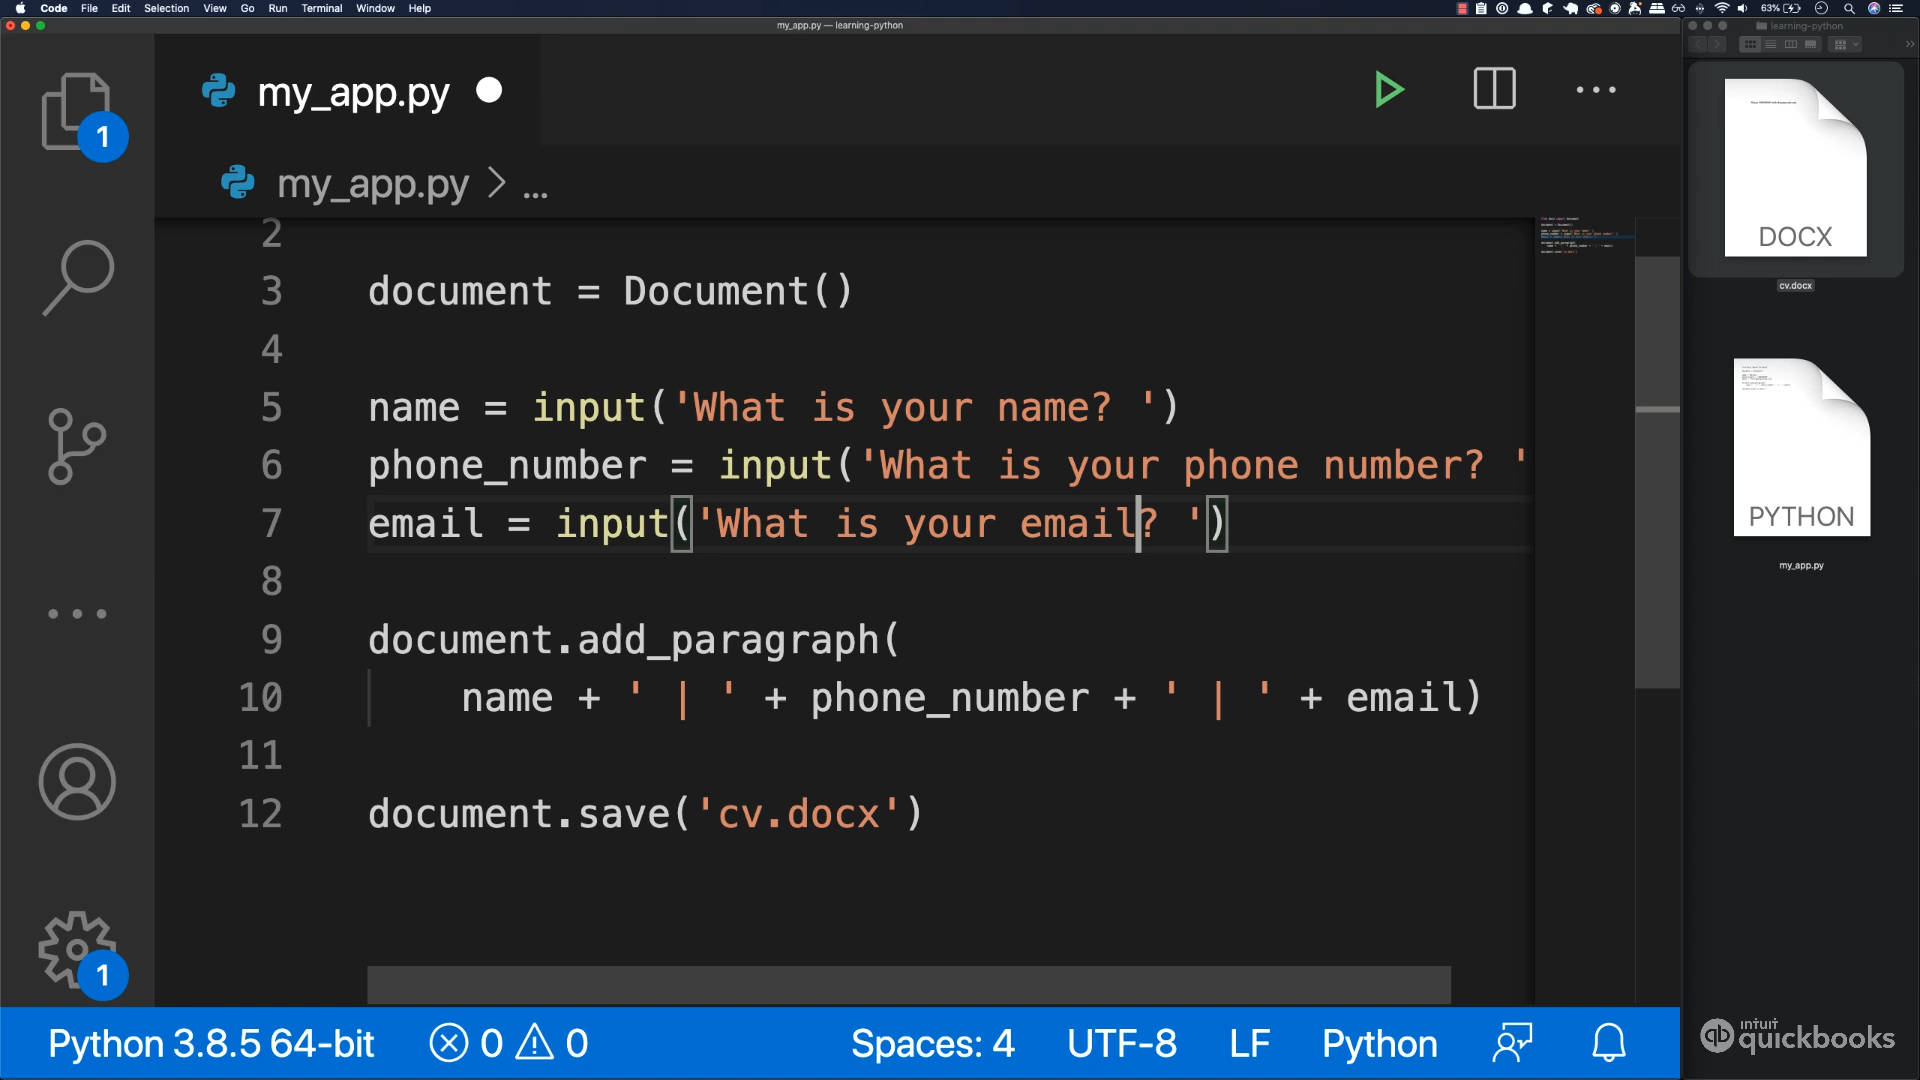 Code File Edit Selection View Go Run Terminal Window Help
63%
my_app.py — learning-python
learning-python
my_app.py
1
my_app.py > ...
2
3 document = Document()
4
5 name = input('What is your name? ')
6 phone_number = input('What is your phone number? '
7 email = input('What is your email? ')
8
9 document.add_paragraph(
10 name + ' | ' + phone_number + ' | ' + email)
11
12 document.save('cv.docx')
1
Python 3.8.5 64-bit 0 0 Spaces: 4 UTF-8 LF Python
DOCX
cv.docx
PYTHON
my_app.py
intuit
quickbooks